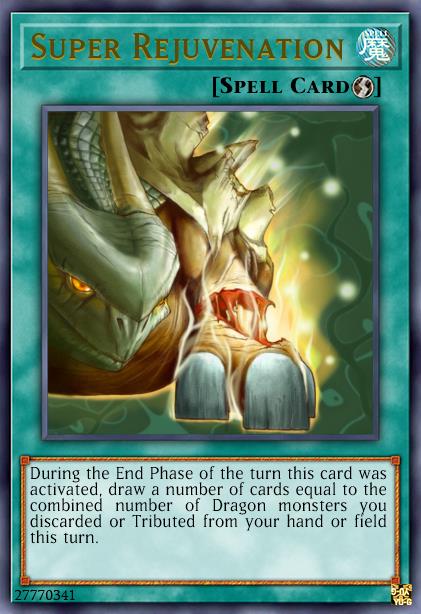 Super Rejuvenation
SPELL
魔
[Spell Card]
During the End Phase of the turn this card was
activated, draw a number of cards equal to the
combined number of Dragon monsters you
discarded or Tributed from your hand or field
this turn.
27770341